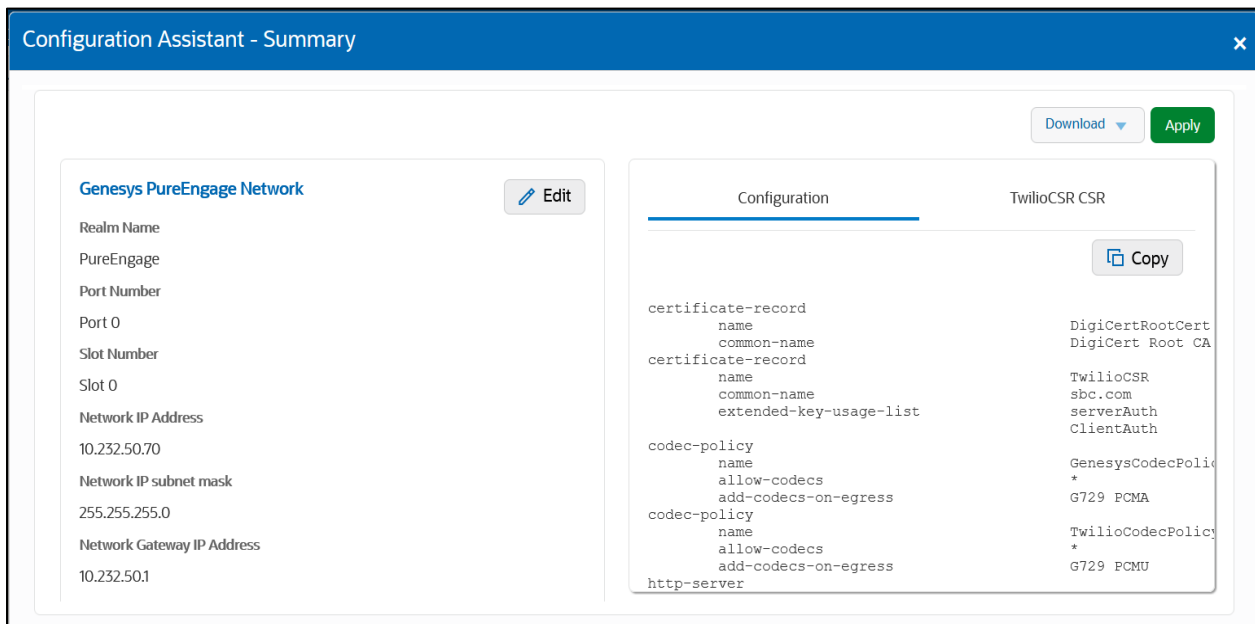 Configuration Assistant - Summary
Download
Apply
Genesys PureEngage Network
Edit
Realm Name
PureEngage
Port Number
Port 0
Slot Number
Slot 0
Network IP Address
10.232.50.70
Network IP subnet mask
255.255.255.0
Network Gateway IP Address
10.232.50.1
Configuration
TwilioCSR CSR
Copy
certificate-record
name DigiCertRootCert
common-name DigiCert Root CA
certificate-record
name TwilioCSR
common-name sbc.com
extended-key-usage-list serverAuth
ClientAuth
codec-policy
name GenesysCodecPolic
allow-codecs *
add-codecs-on-egress G729 PCMA
codec-policy
name TwilioCodecPolicy
allow-codecs *
add-codecs-on-egress G729 PCMU
http-server